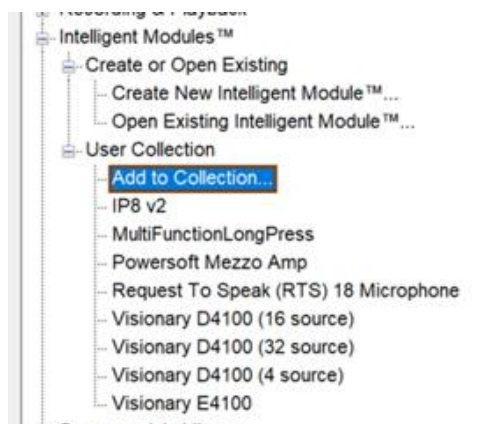 Recording & Playback
Intelligent Modules™
Create or Open Existing
Create New Intelligent Module™...
Open Existing Intelligent Module™...
User Collection
Add to Collection...
IP8 v2
MultiFunctionLongPress
Powersoft Mezzo Amp
Request To Speak (RTS) 18 Microphone
Visionary D4100 (16 source)
Visionary D4100 (32 source)
Visionary D4100 (4 source)
Visionary E4100